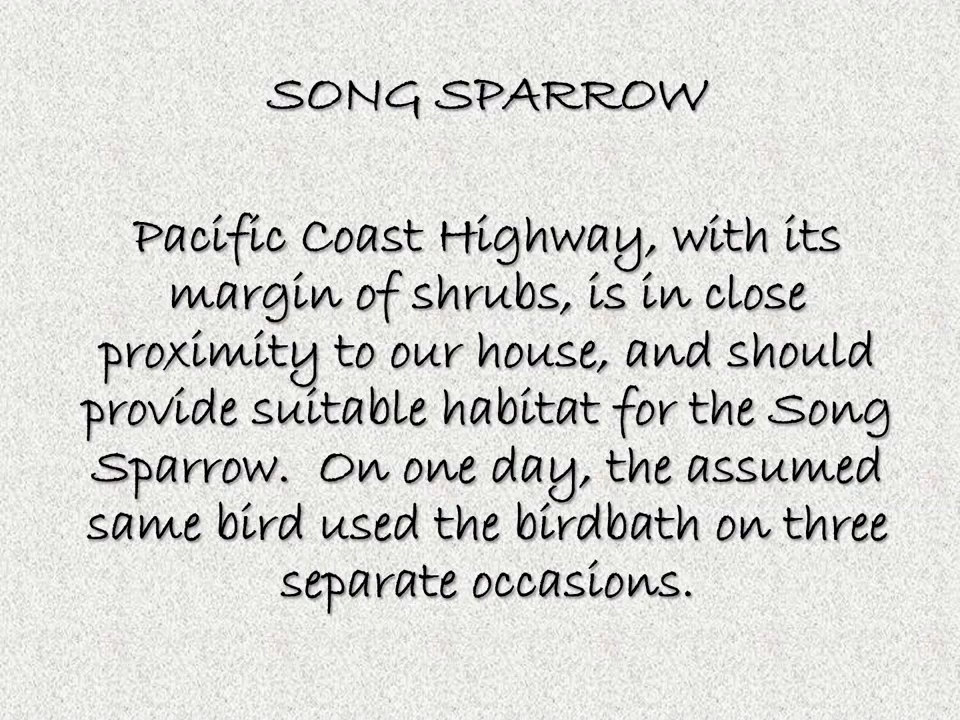 SONG SPARROW
Pacific Coast Highway, with its
margin of shrubs, is in close
proximity to our house, and should
provide suitable habitat for the Song
Sparrow.  On one day, the assumed
same bird used the birdbath on three
separate occasions.